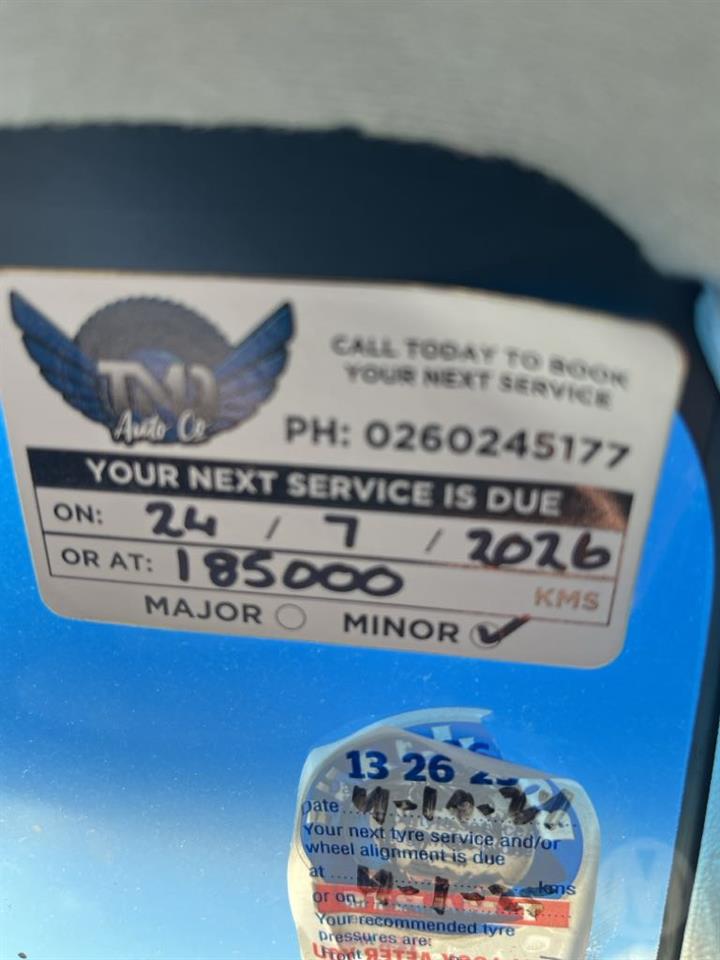 TMD
Auto Co
CALL TODAY TO BOOK
YOUR NEXT SERVICE
PH: 0260245177
YOUR NEXT SERVICE IS DUE
ON: 24 / 7 / 2026
OR AT: 185000 KMS
MAJOR MINOR
13 26
Date
Your next tyre service and/or
wheel alignment is due
at kms
or on
Your recommended tyre
pressures are:
Front